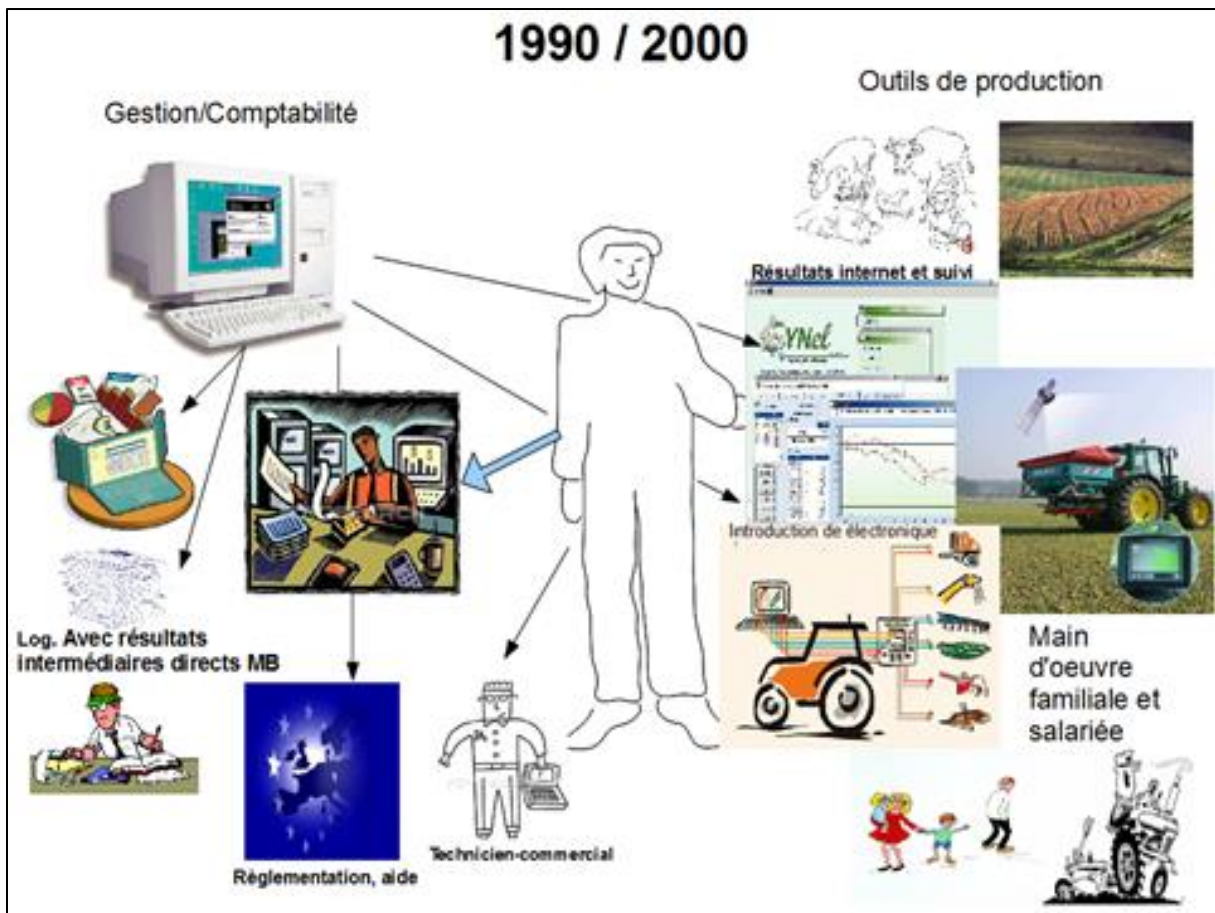 1990 / 2000
Gestion/Comptabilité
Outils de production
Résultats internet et suivi
Introduction de électronique
Log. Avec résultats
intermédiaires directs MB
Main
d'oeuvre
familiale et
salariée
Technicien-commercial
Règlementation, aide